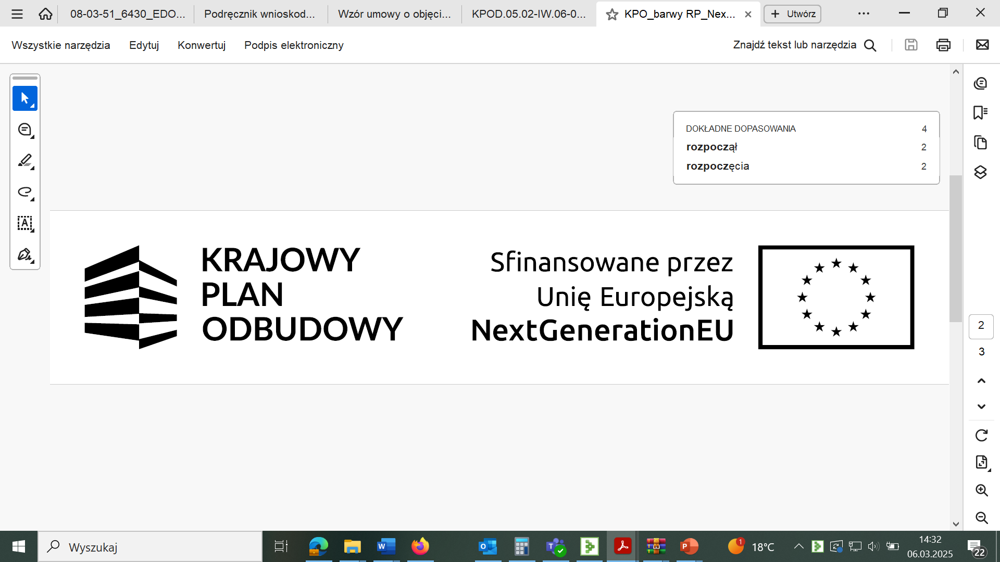 08-03-51_6430_EDO...
Podręcznik wnioskod...
Wzór umowy o objęci...
KPOD.05.02-IW.06-0...
KPO_barwy RP_Nex...
Utwórz
Wszystkie narzędzia
Edytuj
Konwertuj
Podpis elektroniczny
Znajdź tekst lub narzędzia
DOKŁADNE DOPASOWANIA 4
rozpoczął 2
rozpoczęcia 2
KRAJOWY
PLAN
ODBUDOWY
Sfinansowane przez
Unię Europejską
NextGenerationEU
2
3
Wyszukaj
1
18°C
14:32
06.03.2025
22